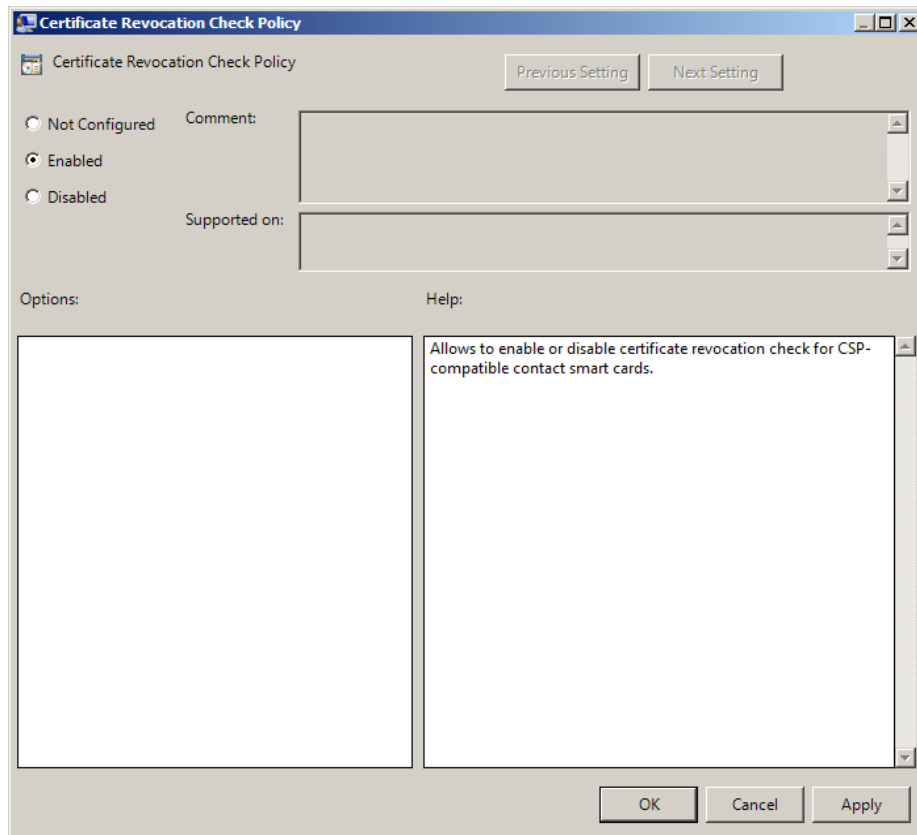 Certificate Revocation Check Policy
Certificate Revocation Check Policy
Previous Setting
Next Setting
Not Configured
Comment:
Enabled
Disabled
Supported on:
Options:
Help:
Allows to enable or disable certificate revocation check for CSP-
compatible contact smart cards.
OK
Cancel
Apply